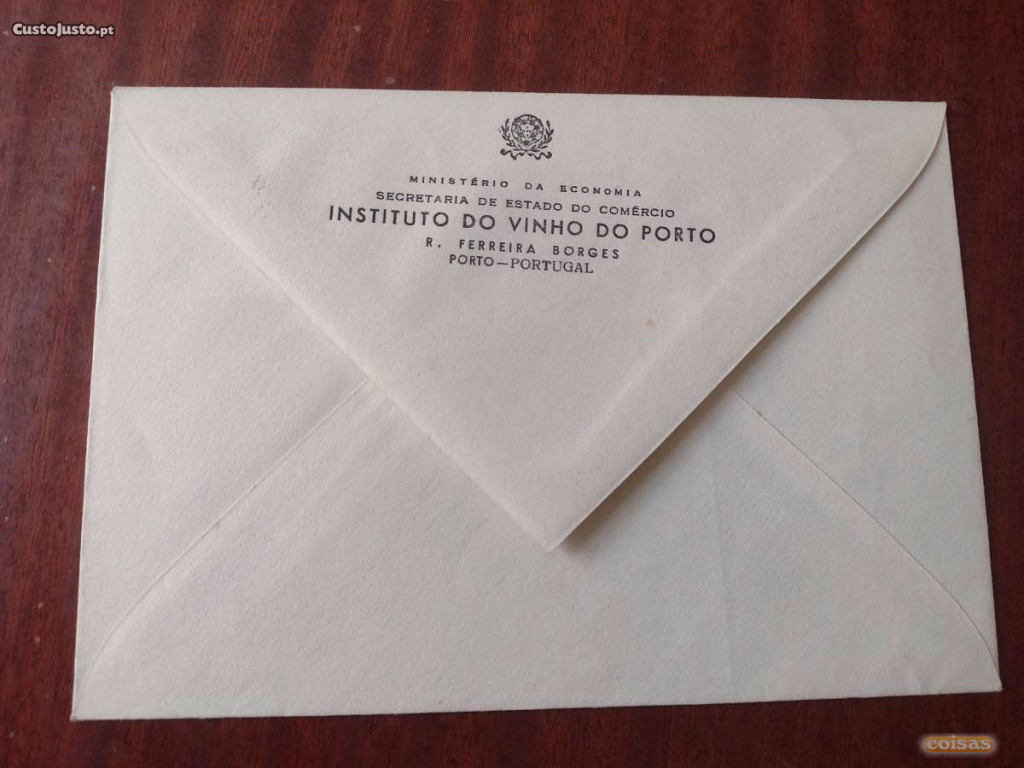 CustoJusto.pt
MINISTÉRIO DA ECONOMIA
SECRETARIA DE ESTADO DO COMÉRCIO
INSTITUTO DO VINHO DO PORTO
R. FERREIRA BORGES
PORTO—PORTUGAL
coisas